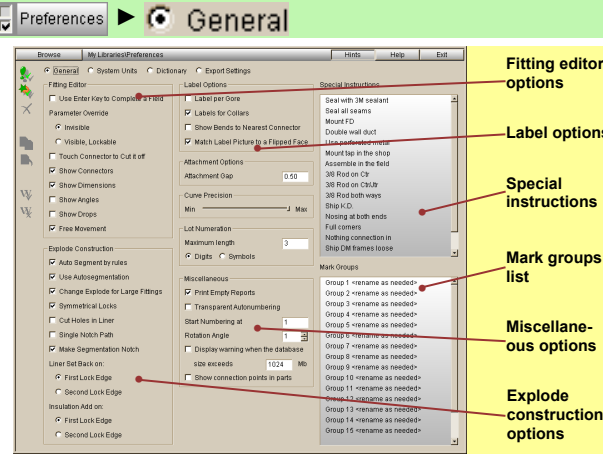 Preferences ► General
Browse My Libraries\Preferences Hints Help Exit
General System Units Dictionary Export Settings
Fitting Editor
Use Enter Key to Complete a Field
Parameter Override
Invisible
Visible, Lockable
Touch Connector to Cut it off
Show Connectors
Show Dimensions
Show Angles
Show Drops
Free Movement
Explode Construction
Auto Segment by rules
Use Autosegmentation
Change Explode for Large Fittings
Symmetrical Locks
Cut Holes in Liner
Single Notch Path
Make Segmentation Notch
Liner Set Back on:
First Lock Edge
Second Lock Edge
Insulation Add on:
First Lock Edge
Second Lock Edge
Label Options
Label per Gore
Labels for Collars
Show Bends to Nearest Connector
Match Label Picture to a Flipped Face
Attachment Options
Attachment Gap 0.50
Curve Precision
Min Max
Lot Numeration
Maximum length 3
Digits Symbols
Miscellaneous
Print Empty Reports
Transparent Autonumbering
Start Numbering at 1
Rotation Angle 1
Display warning when the database
size exceeds 1024 Mb
Show connection points in parts
Special Instructions
Seal with 3M sealant
Seal all seams
Mount FD
Double wall duct
Use perforated metal
Mount tap in the shop
Assemble in the field
3/8 Rod on Ctr
3/8 Rod on Ctr/Jtr
3/8 Rod both ways
Ship K.D.
Nosing at both ends
Full corners
Nothing connection in
Ship DM frames loose
Mark Groups
Group 1 <rename as needed>
Group 2 <rename as needed>
Group 3 <rename as needed>
Group 4 <rename as needed>
Group 5 <rename as needed>
Group 6 <rename as needed>
Group 7 <rename as needed>
Group 8 <rename as needed>
Group 9 <rename as needed>
Group 10 <rename as needed>
Group 11 <rename as needed>
Group 12 <rename as needed>
Group 13 <rename as needed>
Group 14 <rename as needed>
Group 15 <rename as needed>
Fitting editor
options
Label options
Special
instructions
Mark groups
list
Miscellane-
ous options
Explode
construction
options